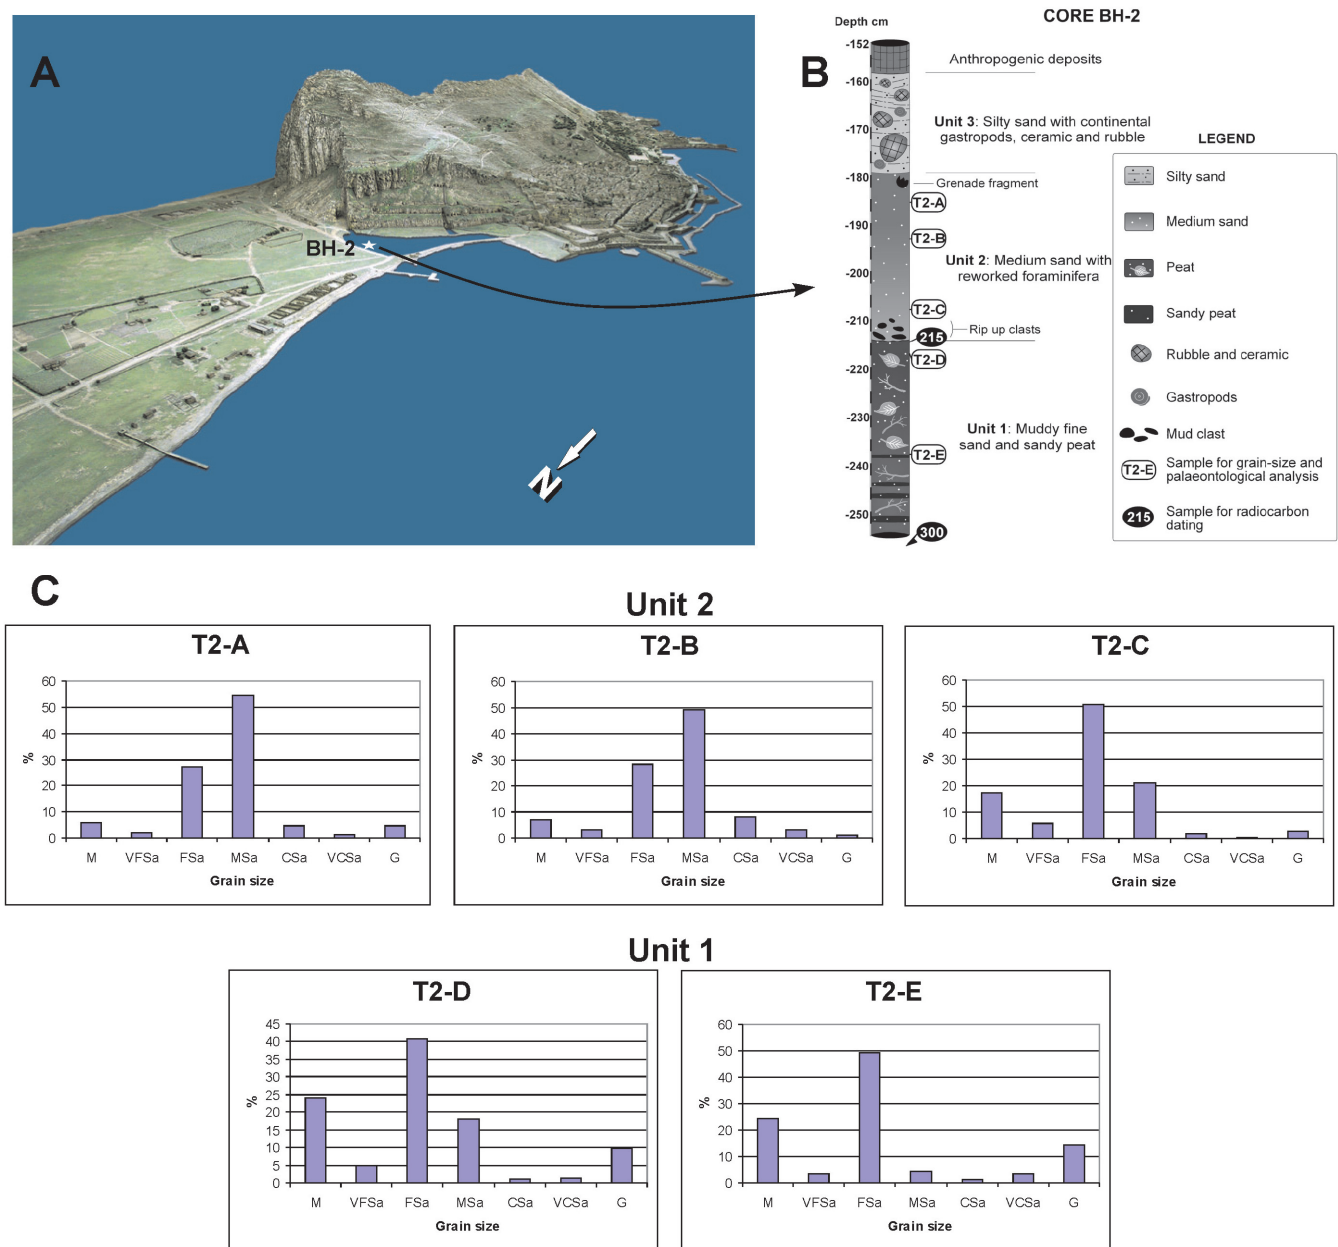 A
BH-2
N
B
CORE BH-2
Depth cm
-152
-160
-170
-180
-190
-200
-210
-220
-230
-240
-250
Anthropogenic deposits
Unit 3: Silty sand with continental
gastropods, ceramic and rubble
Grenade fragment
T2-A
T2-B
Unit 2: Medium sand with
reworked foraminifera
T2-C
Rip up clasts
215
T2-D
Unit 1: Muddy fine
sand and sandy peat
T2-E
300
LEGEND
Silty sand
Medium sand
Peat
Sandy peat
Rubble and ceramic
Gastropods
Mud clast
T2-E
Sample for grain-size and
palaeontological analysis
215
Sample for radiocarbon
dating
C
Unit 2
T2-A
60
50
40
30
20
10
0
%
M VFSa FSa MSa CSa VCSa G
Grain size
T2-B
60
50
40
30
20
10
0
%
M VFSa FSa MSa CSa VCSa G
Grain size
T2-C
60
50
40
30
20
10
0
%
M VFSa FSa MSa CSa VCSa G
Grain size
Unit 1
T2-D
45
40
35
30
25
20
15
10
5
0
%
M VFSa FSa MSa CSa VCSa G
Grain size
T2-E
60
50
40
30
20
10
0
%
M VFSa FSa MSa CSa VCSa G
Grain size